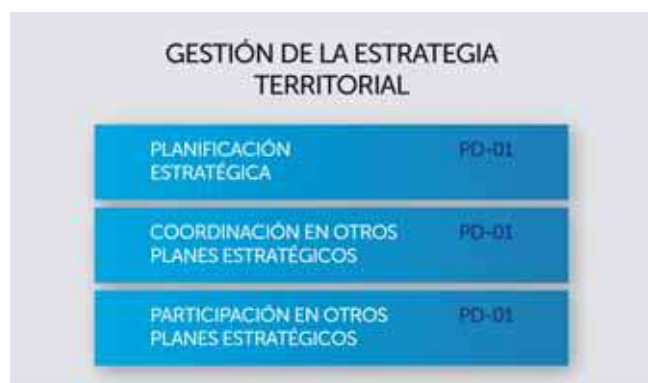 GESTIÓN DE LA ESTRATEGIA
TERRITORIAL
PLANIFICACIÓN
ESTRATÉGICA
PD-01
COORDINACIÓN EN OTROS
PLANES ESTRATÉGICOS
PD-01
PARTICIPACIÓN EN OTROS
PLANES ESTRATÉGICOS
PD-01